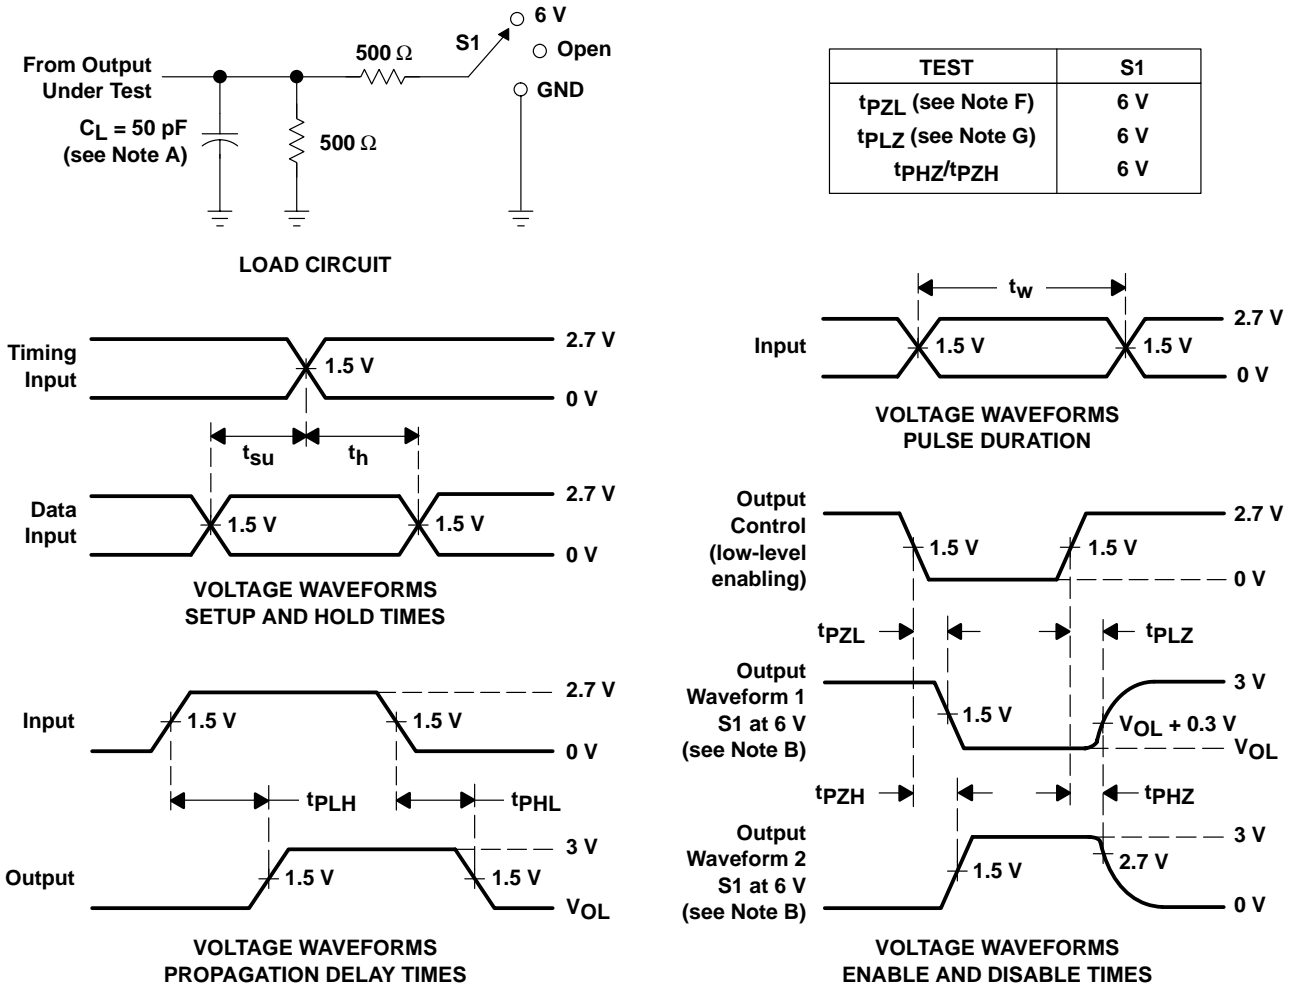 6 V
S1
Open
500 Ω
GND
From Output
Under Test
CL = 50 pF
(see Note A)
500 Ω
LOAD CIRCUIT
TEST S1
tPZL (see Note F) 6 V
tPLZ (see Note G) 6 V
tPHZ/tPZH 6 V
tw
Input
1.5 V
1.5 V
2.7 V
0 V
VOLTAGE WAVEFORMS
PULSE DURATION
Timing
Input
1.5 V
2.7 V
0 V
tsu
th
Data
Input
1.5 V
1.5 V
2.7 V
0 V
VOLTAGE WAVEFORMS
SETUP AND HOLD TIMES
Input
1.5 V
1.5 V
2.7 V
0 V
tPLH
tPHL
Output
1.5 V
1.5 V
3 V
VOL
VOLTAGE WAVEFORMS
PROPAGATION DELAY TIMES
Output
Control
(low-level
enabling)
1.5 V
1.5 V
2.7 V
0 V
tPZL
tPLZ
Output
Waveform 1
S1 at 6 V
(see Note B)
1.5 V
3 V
VOL + 0.3 V
VOL
tPZH
tPHZ
Output
Waveform 2
S1 at 6 V
(see Note B)
1.5 V
3 V
2.7 V
0 V
VOLTAGE WAVEFORMS
ENABLE AND DISABLE TIMES